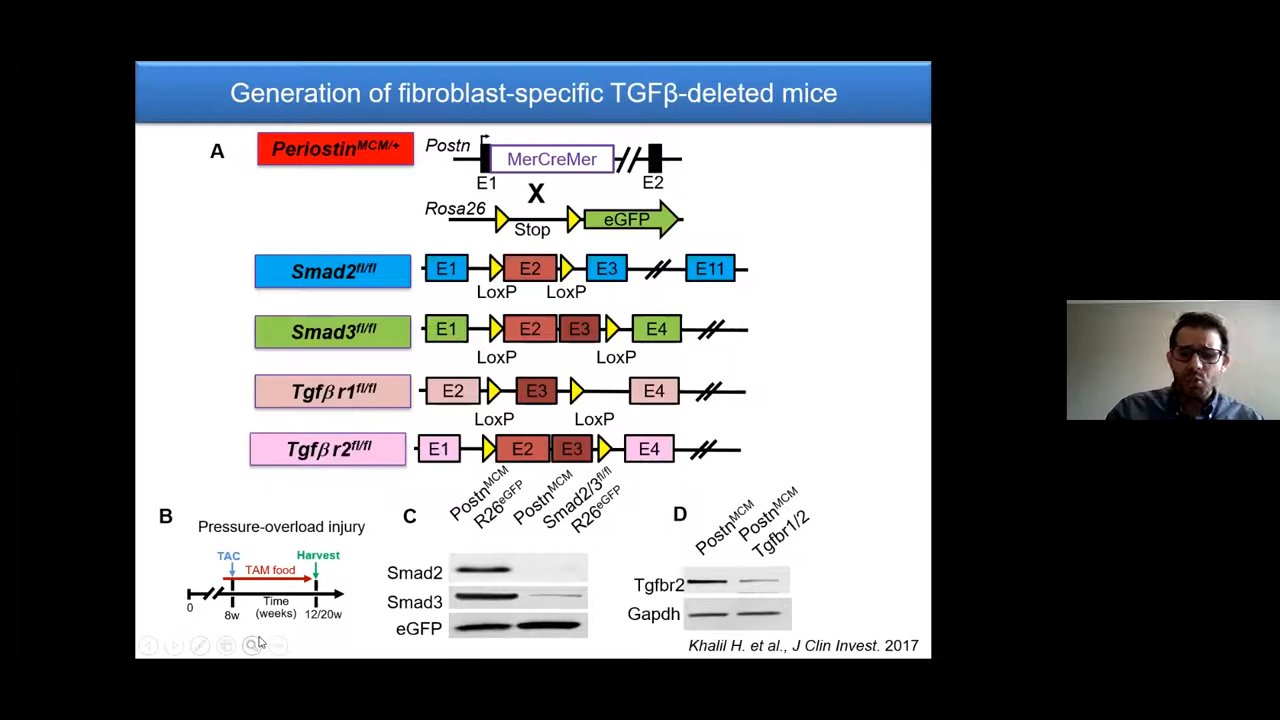 Generation of fibroblast-specific TGFβ-deleted mice
A
Periostin^MCM/+
Postn
MerCreMer
E1
E2
X
Rosa26
Stop
eGFP
Smad2^fl/fl
E1 E2 E3 E11
LoxP LoxP
Smad3^fl/fl
E1 E2 E3 E4
LoxP LoxP
Tgfβr1^fl/fl
E2 E3 E4
LoxP LoxP
Tgfβr2^fl/fl
E1 E2 E3 E4
B
Pressure-overload injury
TAC
Harvest
TAM food
0
Time
(weeks)
8w
12/20w
C
Postn^MCM
R26^eGFP
Postn^MCM
Smad2/3^fl/fl
R26^eGFP
Smad2
Smad3
eGFP
D
Postn^MCM
Postn^MCM
Tgfbr1/2
Tgfbr2
Gapdh
Khalil H. et al., J Clin Invest. 2017